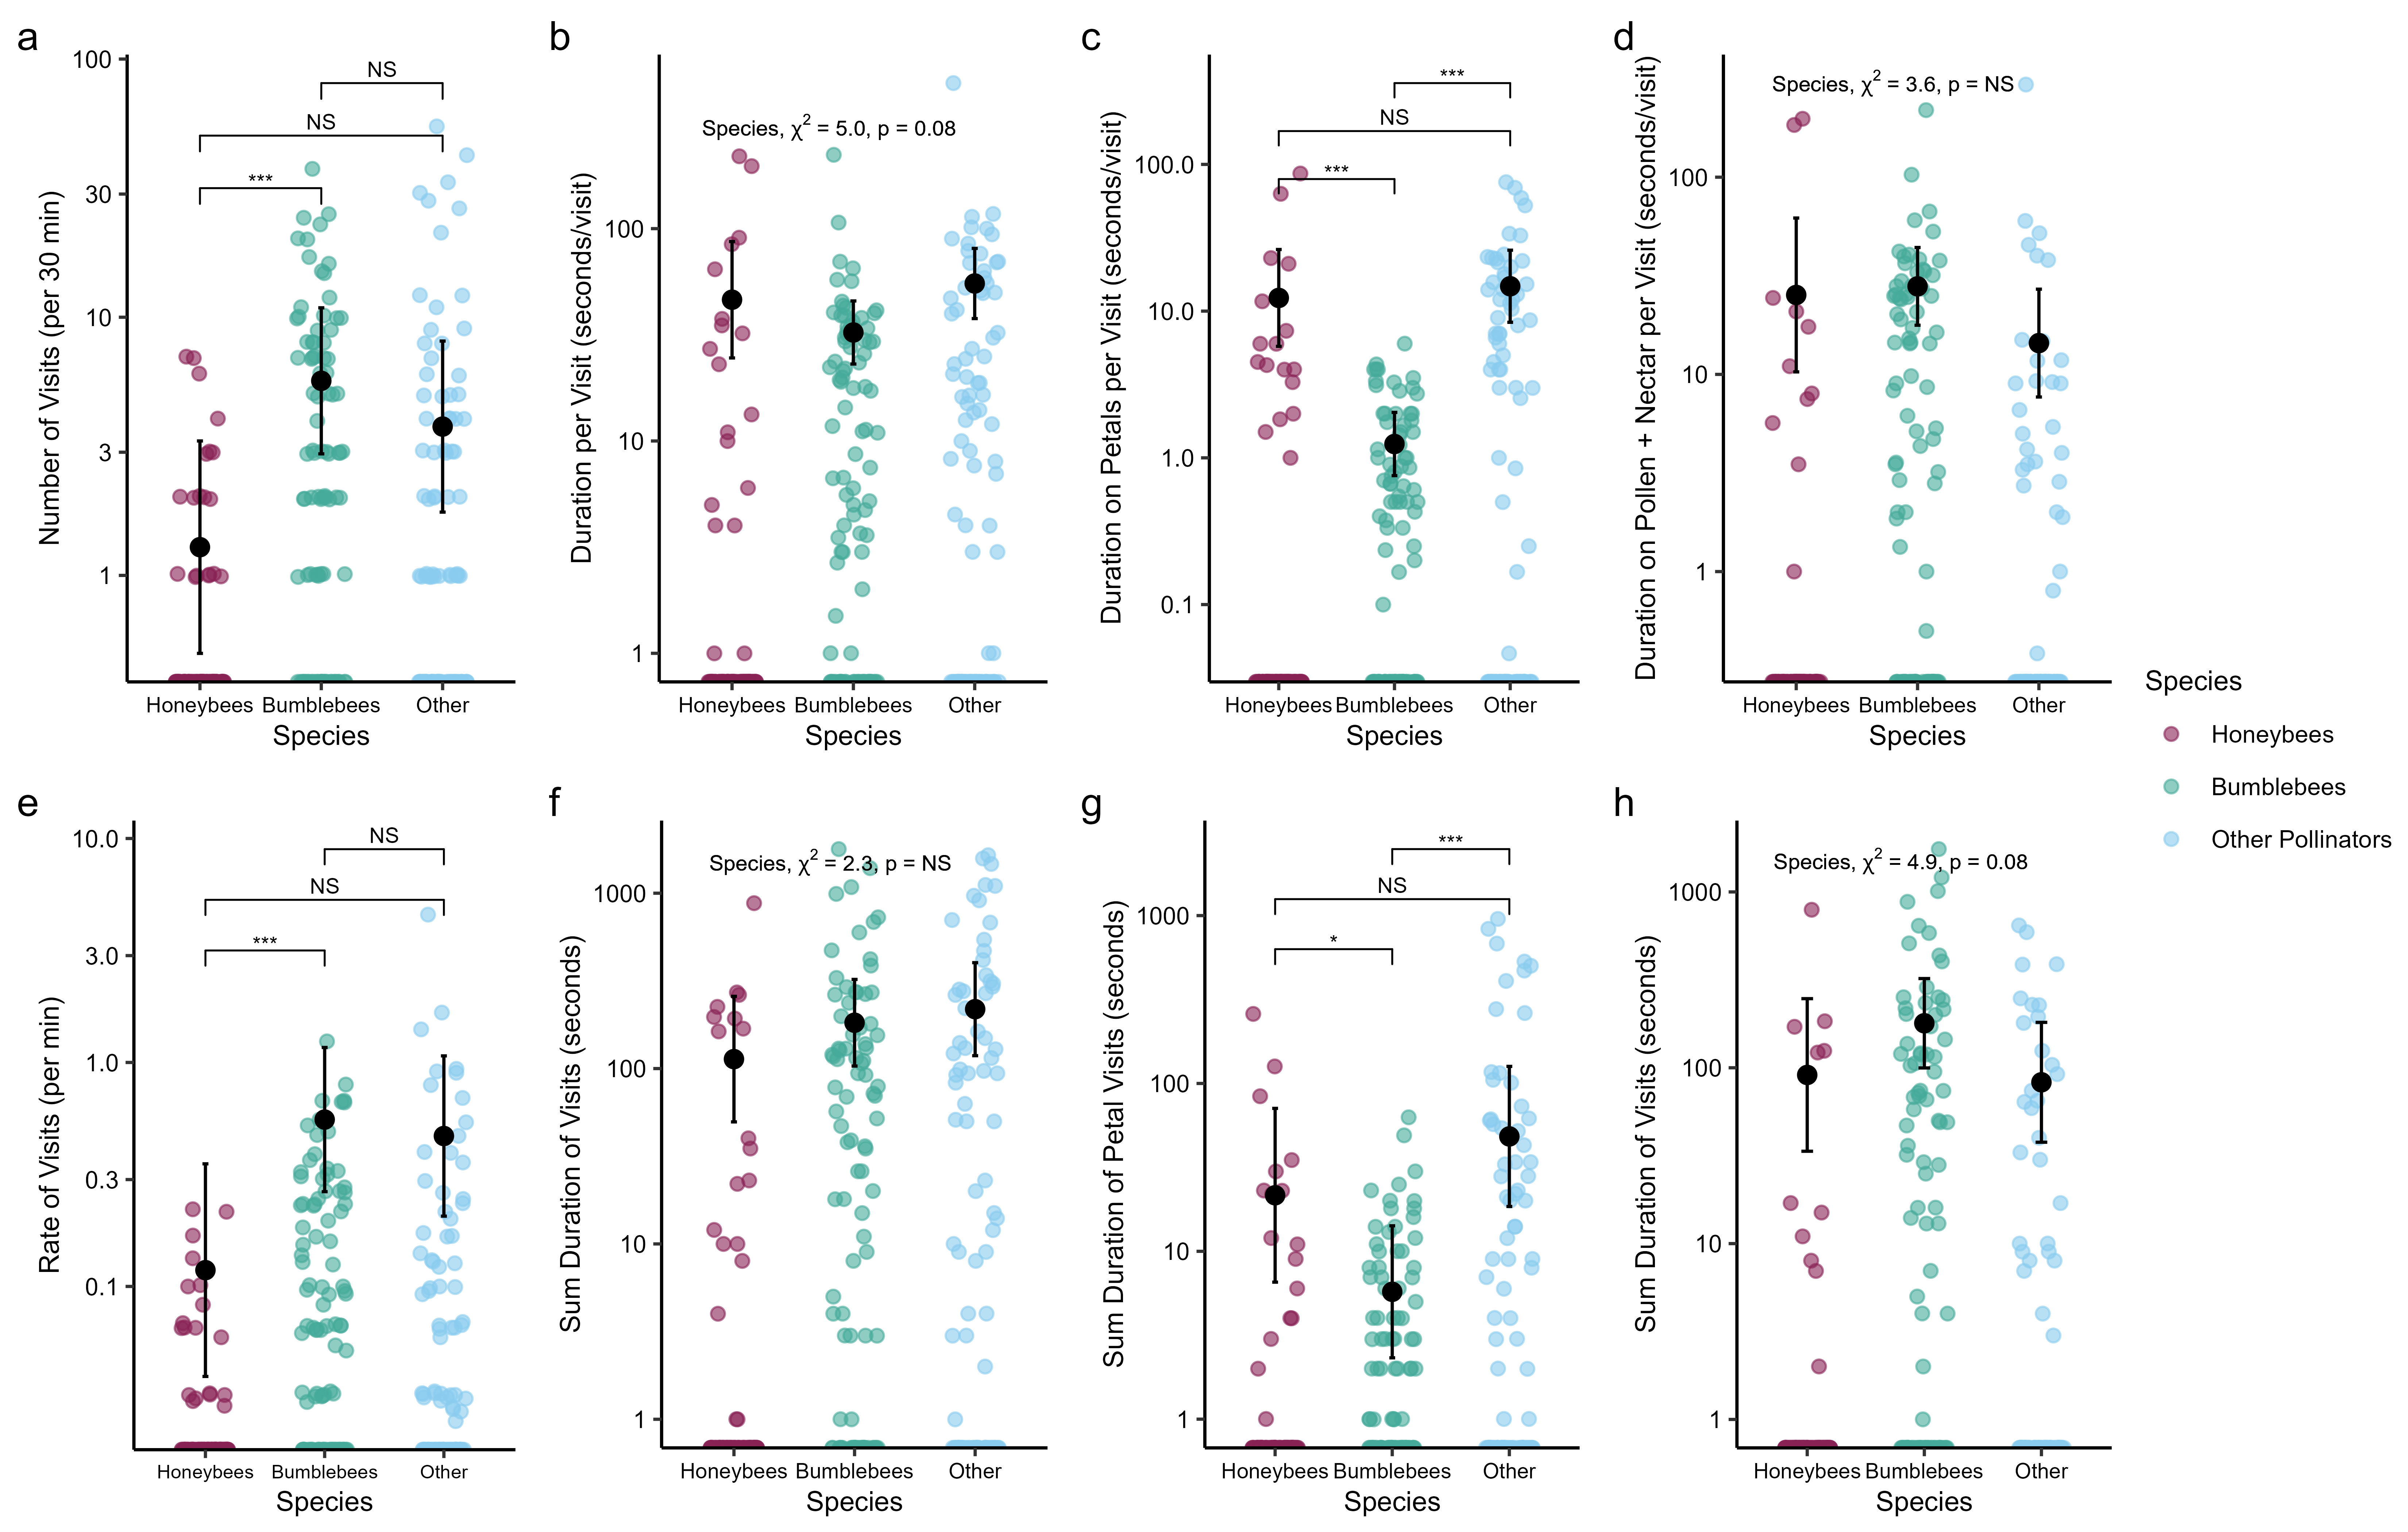 a
Number of Visits (per 30 min)
100
30
10
3
1
NS
NS
***
Honeybees Bumblebees Other
Species
b
Duration per Visit (seconds/visit)
100
10
1
Species, χ² = 5.0, p = 0.08
Honeybees Bumblebees Other
Species
c
Duration on Petals per Visit (seconds/visit)
100.0
10.0
1.0
0.1
***
NS
***
Honeybees Bumblebees Other
Species
d
Duration on Pollen + Nectar per Visit (seconds/visit)
100
10
1
Species, χ² = 3.6, p = NS
Honeybees Bumblebees Other
Species
Species
Honeybees
Bumblebees
Other Pollinators
e
Rate of Visits (per min)
10.0
3.0
1.0
0.3
0.1
NS
NS
***
Honeybees Bumblebees Other
Species
f
Sum Duration of Visits (seconds)
1000
100
10
1
Species, χ² = 2.3, p = NS
Honeybees Bumblebees Other
Species
g
Sum Duration of Petal Visits (seconds)
1000
100
10
1
***
NS
*
Honeybees Bumblebees Other
Species
h
Sum Duration of Visits (seconds)
1000
100
10
1
Species, χ² = 4.9, p = 0.08
Honeybees Bumblebees Other
Species